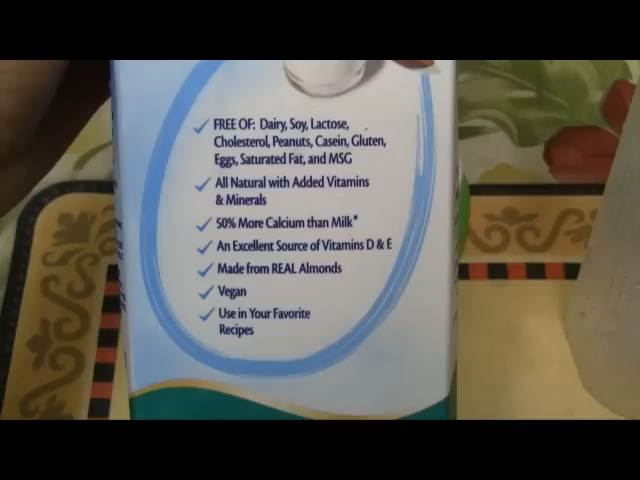 FREE OF: Dairy, Soy, Lactose,
Cholesterol, Peanuts, Casein, Gluten,
Eggs, Saturated Fat, and MSG
All Natural with Added Vitamins
& Minerals
50% More Calcium than Milk*
An Excellent Source of Vitamins D & E
Made from REAL Almonds
Vegan
Use in Your Favorite
Recipes